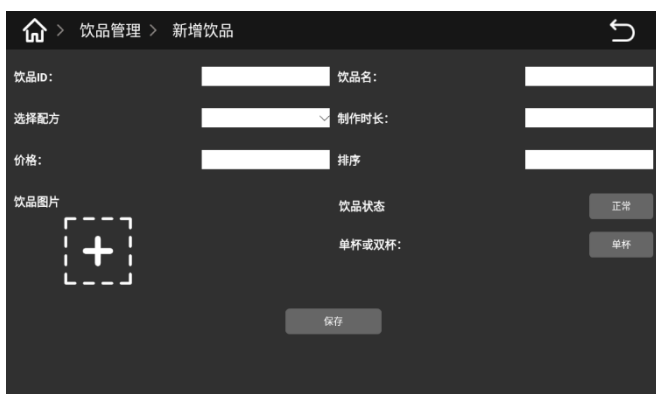 饮品管理 > 新增饮品
饮品ID：
饮品名：
选择配方
制作时长：
价格：
排序
饮品图片
饮品状态
正常
单杯或双杯：
单杯
保存